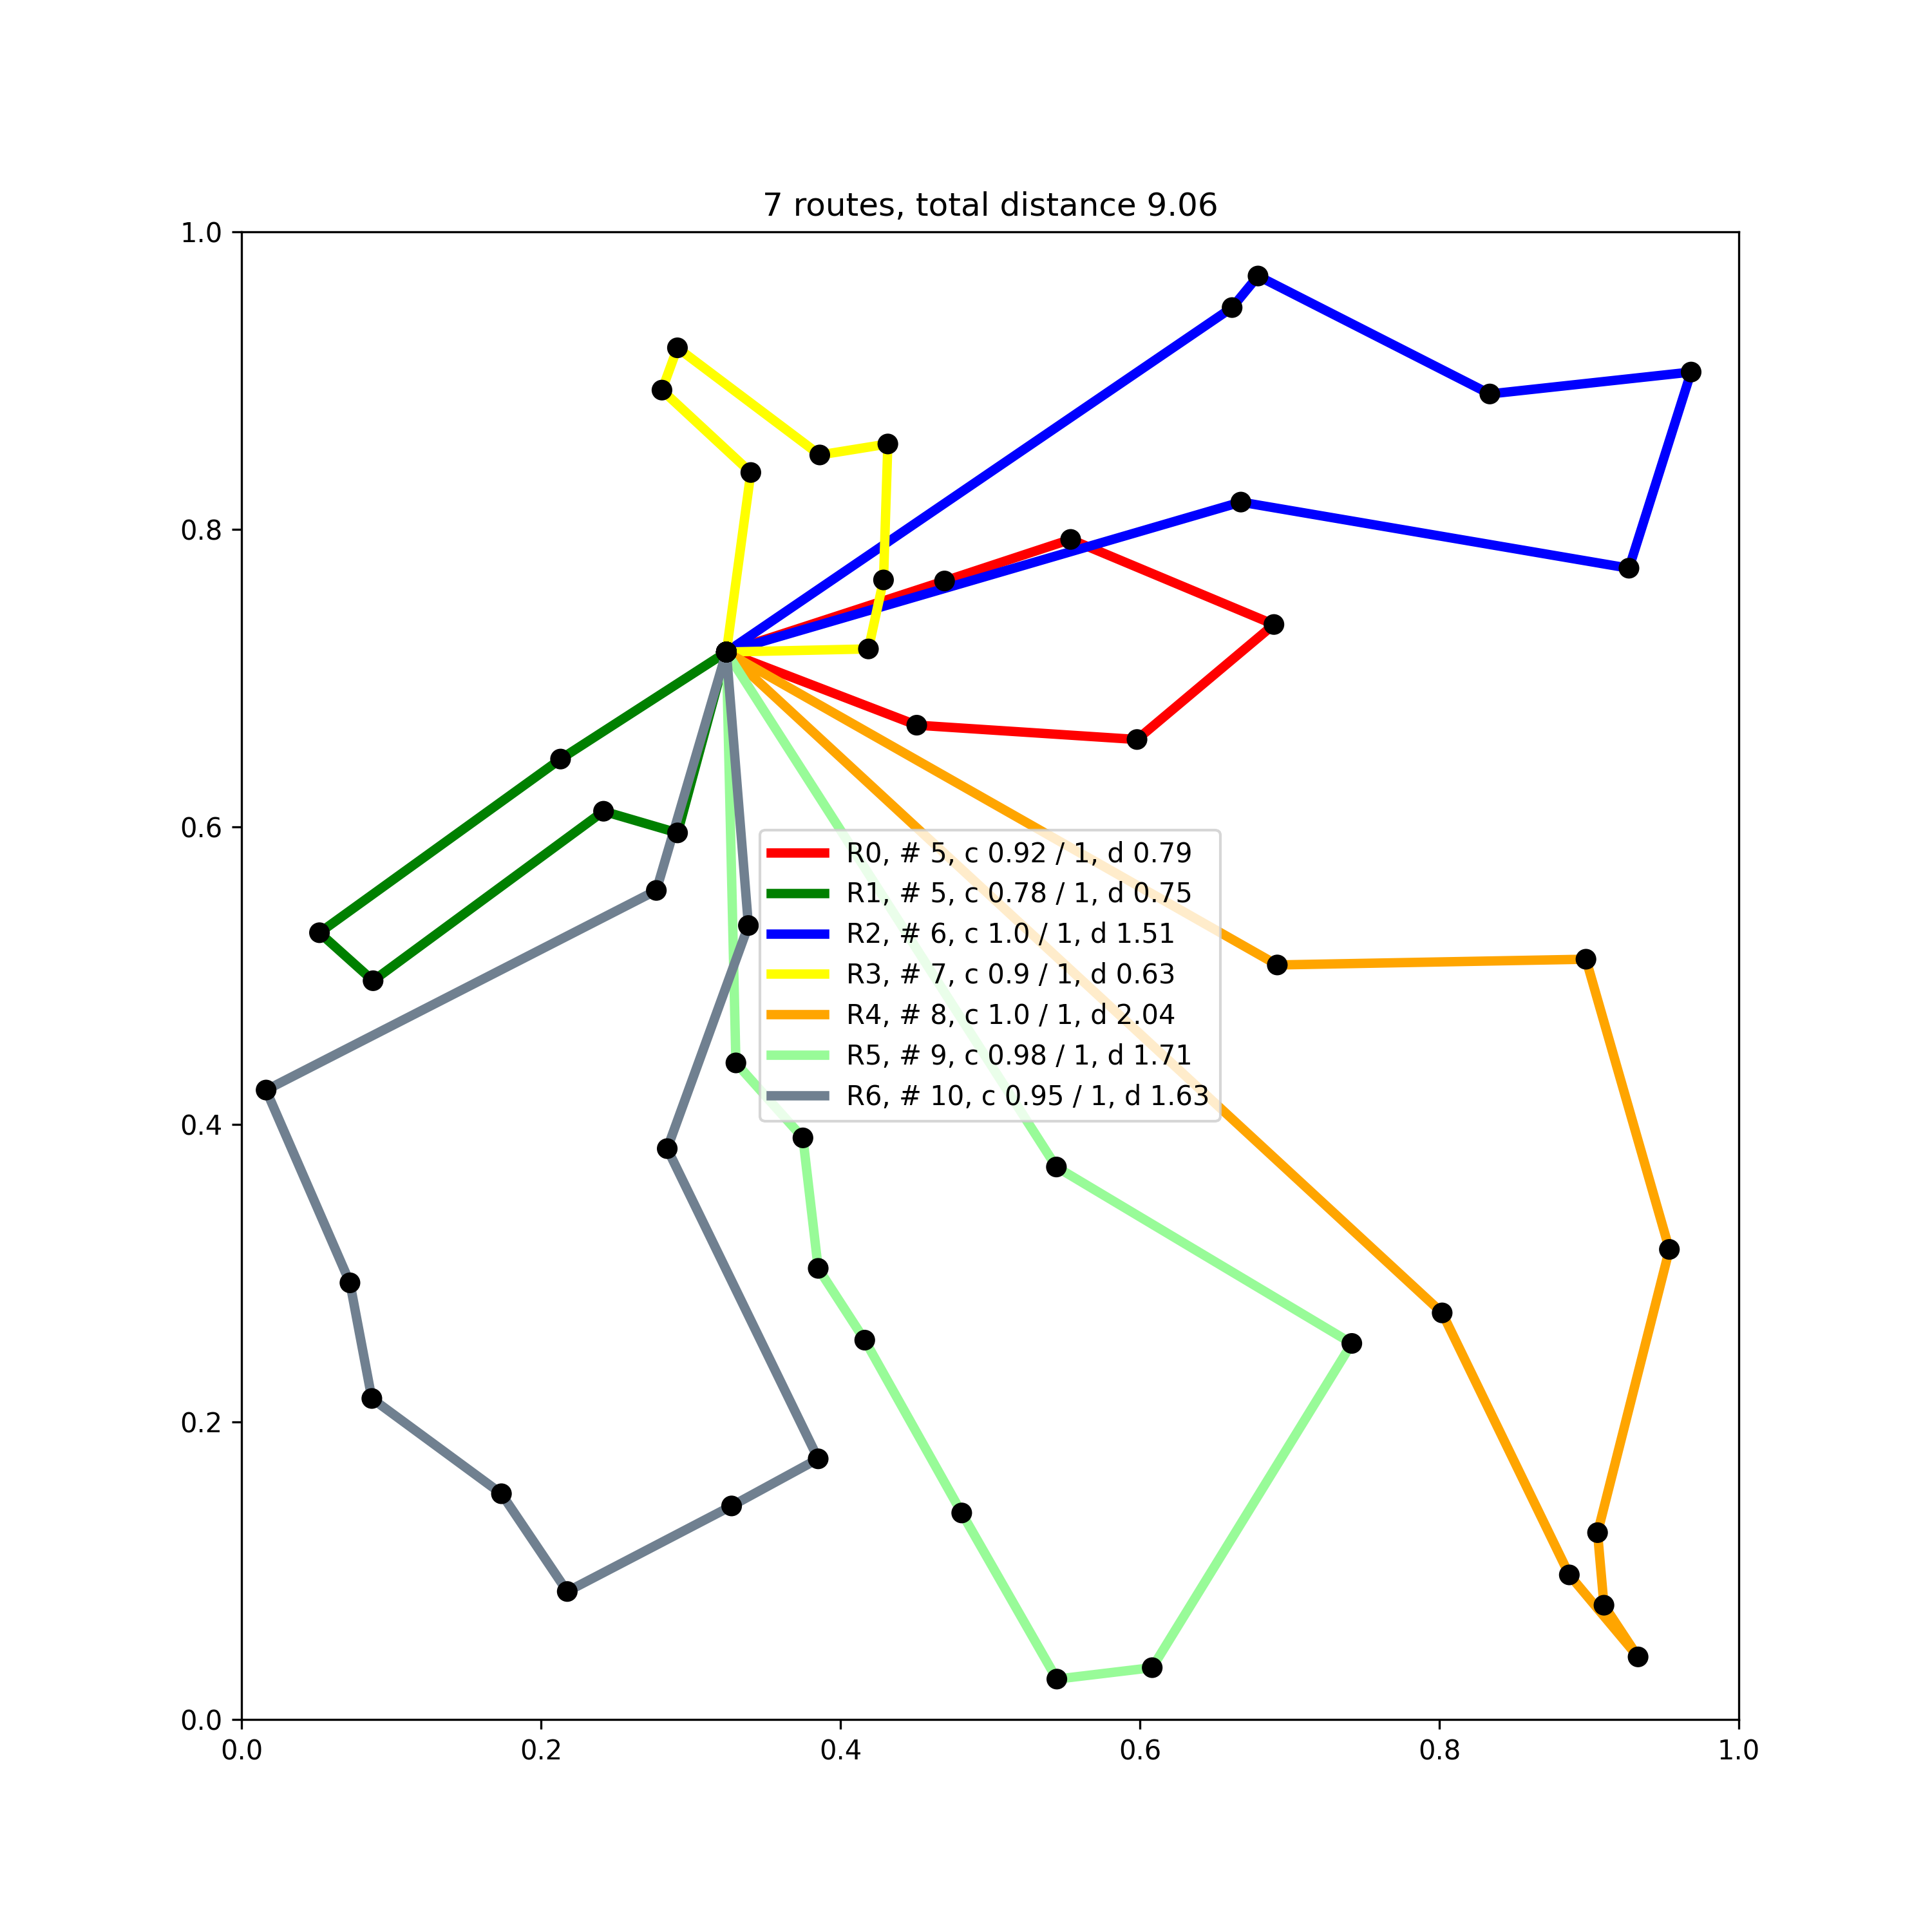 7 routes, total distance 9.06
1.0
0.8
0.6
0.4
0.2
0.0
R0, # 5, c 0.92 / 1, d 0.79
R1, # 5, c 0.78 / 1, d 0.75
R2, # 6, c 1.0 / 1, d 1.51
R3, # 7, c 0.9 / 1, d 0.63
R4, # 8, c 1.0 / 1, d 2.04
R5, # 9, c 0.98 / 1, d 1.71
R6, # 10, c 0.95 / 1, d 1.63
0.0 0.2 0.4 0.6 0.8 1.0